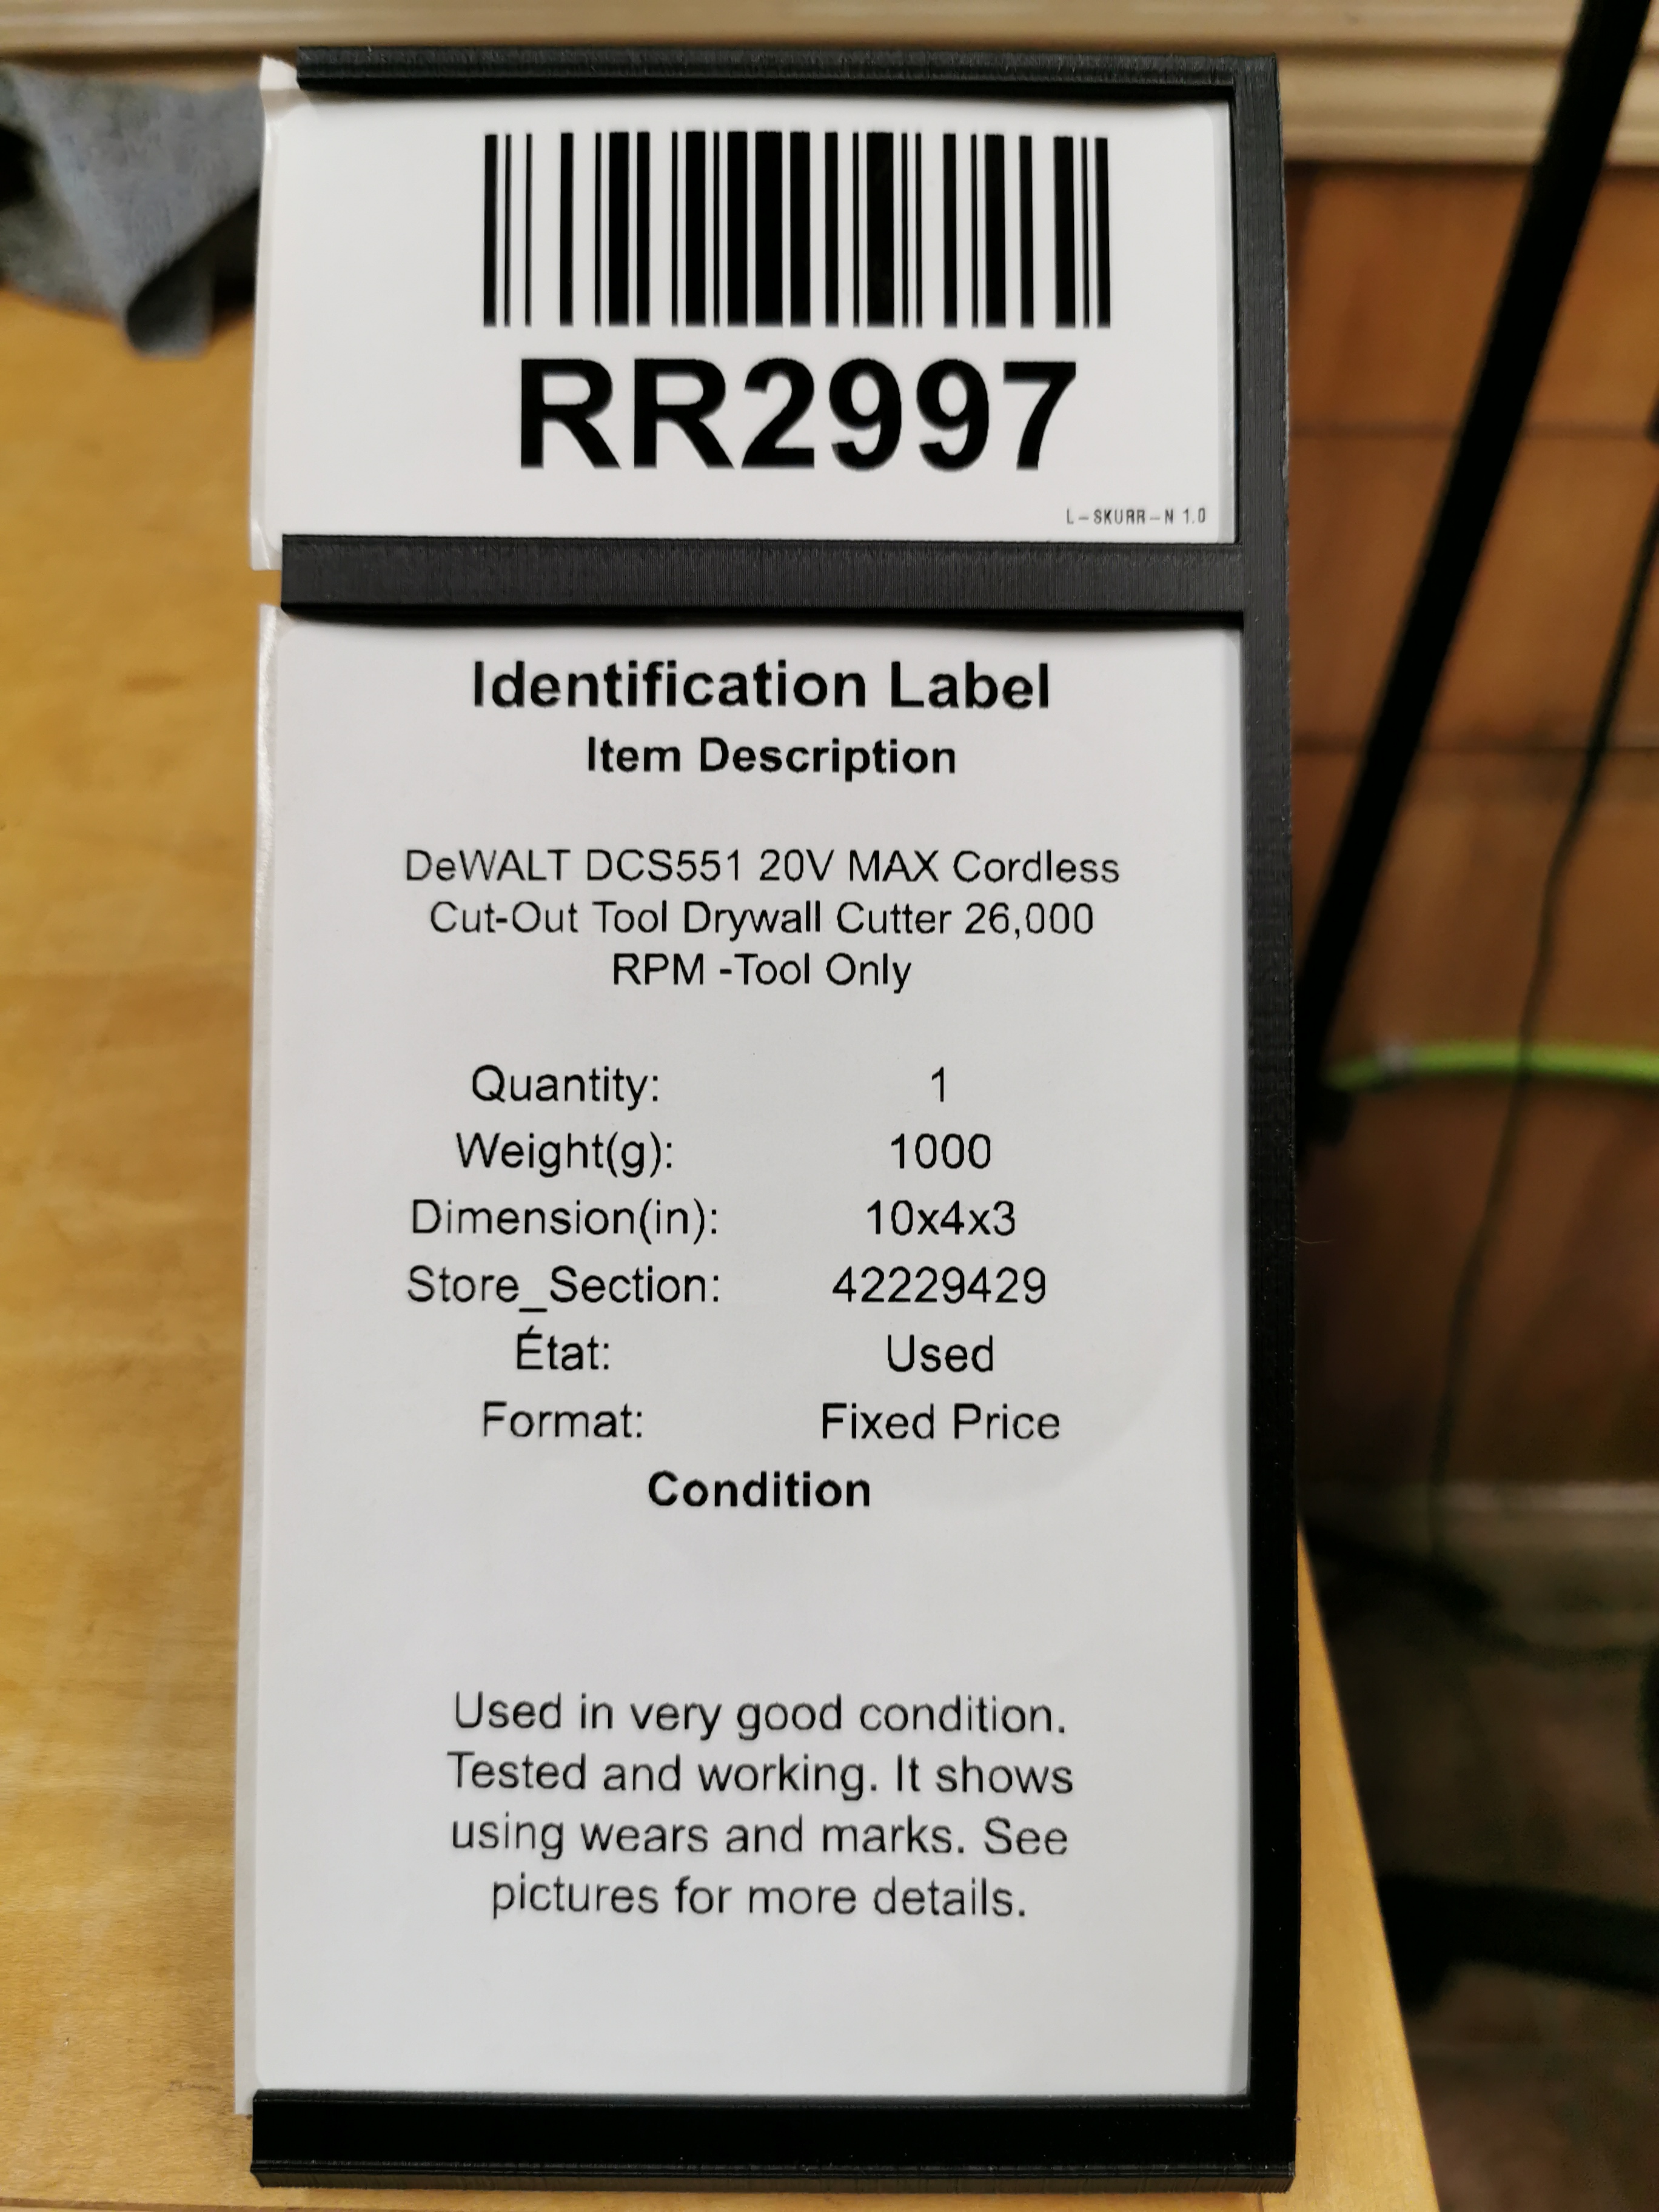 RR2997
L-SKURR-N 1.0
Identification Label
Item Description
DeWALT DCS551 20V MAX Cordless
Cut-Out Tool Drywall Cutter 26,000
RPM -Tool Only
Quantity: 1
Weight(g): 1000
Dimension(in): 10x4x3
Store_Section: 42229429
État: Used
Format: Fixed Price
Condition
Used in very good condition.
Tested and working. It shows
using wears and marks. See
pictures for more details.